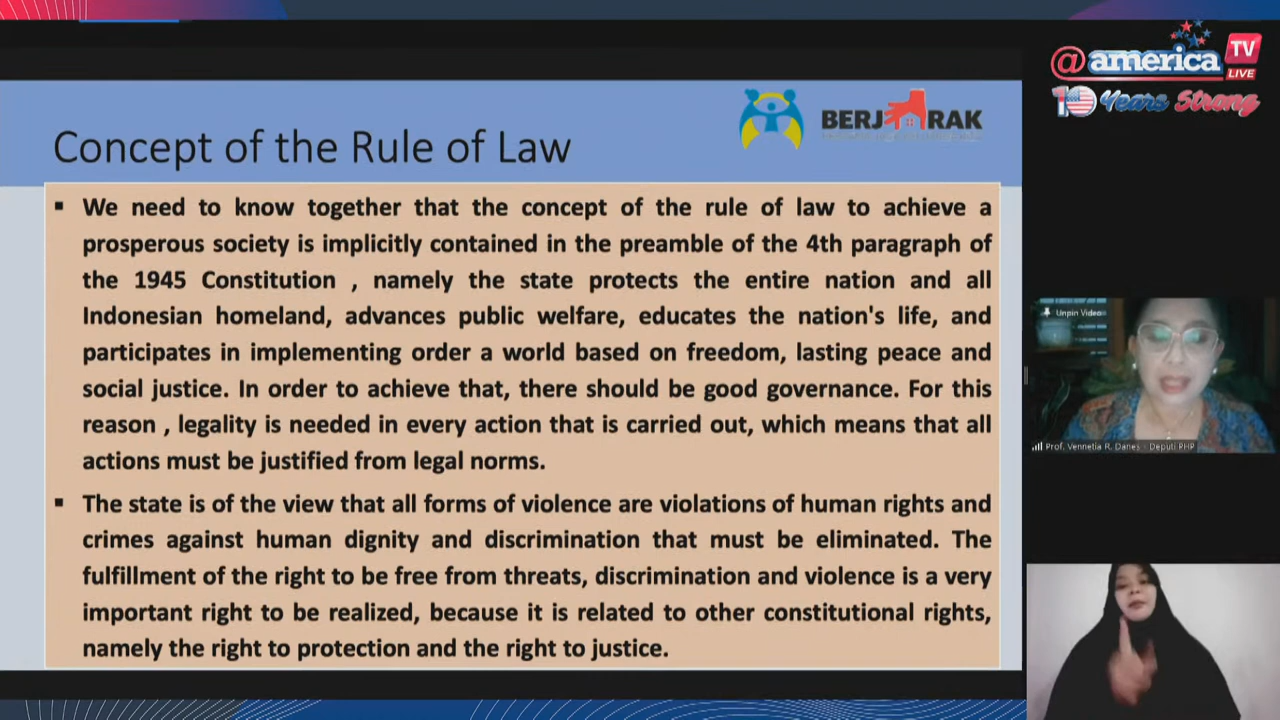 @america TV
LIVE
10 Years Strong
BERJARAK
Concept of the Rule of Law
▪ We need to know together that the concept of the rule of law to achieve a
prosperous society is implicitly contained in the preamble of the 4th paragraph of
the 1945 Constitution , namely the state protects the entire nation and all
Indonesian homeland, advances public welfare, educates the nation's life, and
participates in implementing order a world based on freedom, lasting peace and
social justice. In order to achieve that, there should be good governance. For this
reason , legality is needed in every action that is carried out, which means that all
actions must be justified from legal norms.
▪ The state is of the view that all forms of violence are violations of human rights and
crimes against human dignity and discrimination that must be eliminated. The
fulfillment of the right to be free from threats, discrimination and violence is a very
important right to be realized, because it is related to other constitutional rights,
namely the right to protection and the right to justice.
Unpin Video
Prof. Vennetia R. Danes - Deputi PHP